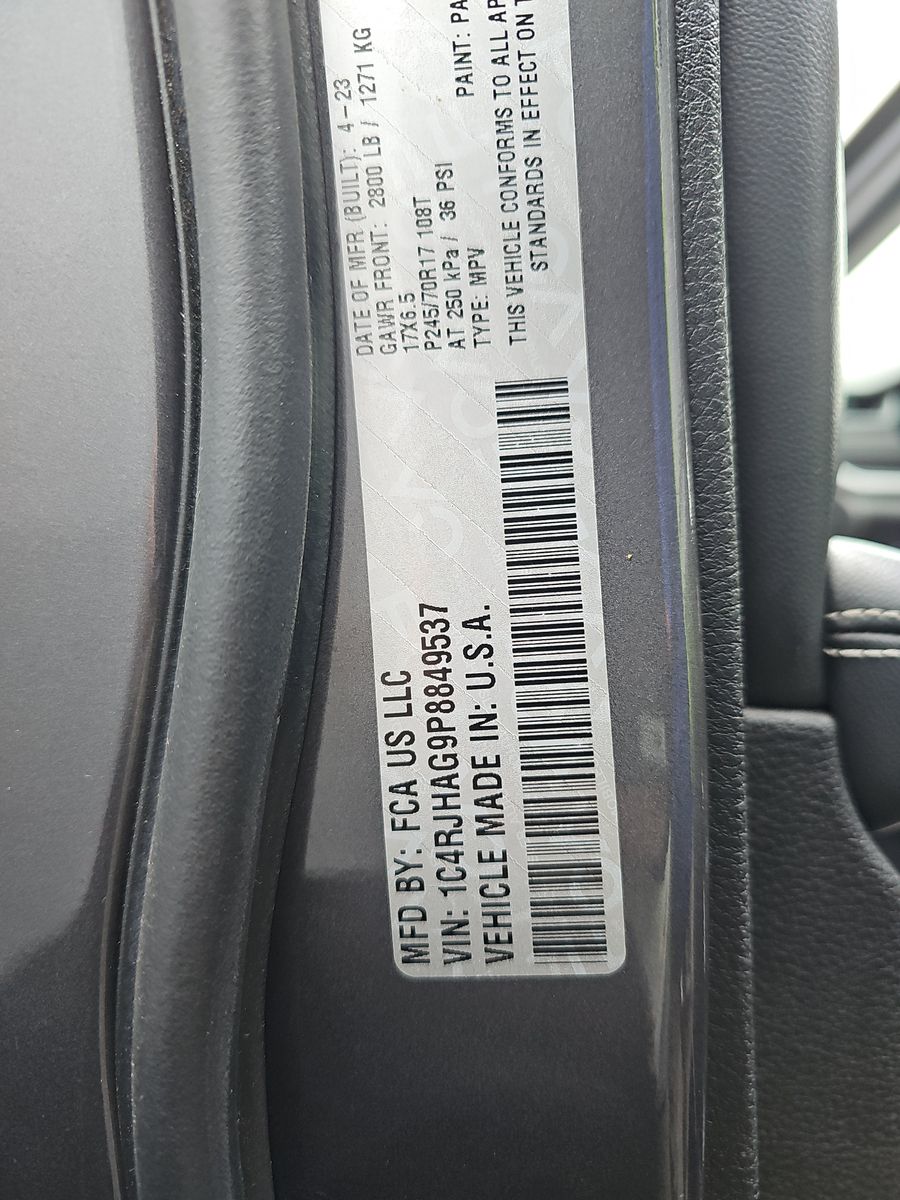 MFD BY: FCA US LLC
VIN: 1C4RJHAG9P8849537
VEHICLE MADE IN: U.S.A.
DATE OF MFR (BUILT): 4-23
GAWR FRONT: 2800 LB / 1271 KG
17X6.5
P245/70R17 108T
AT 250 kPa / 36 PSI
TYPE: MPV PAINT: PA
THIS VEHICLE CONFORMS TO ALL AP
STANDARDS IN EFFECT ON T